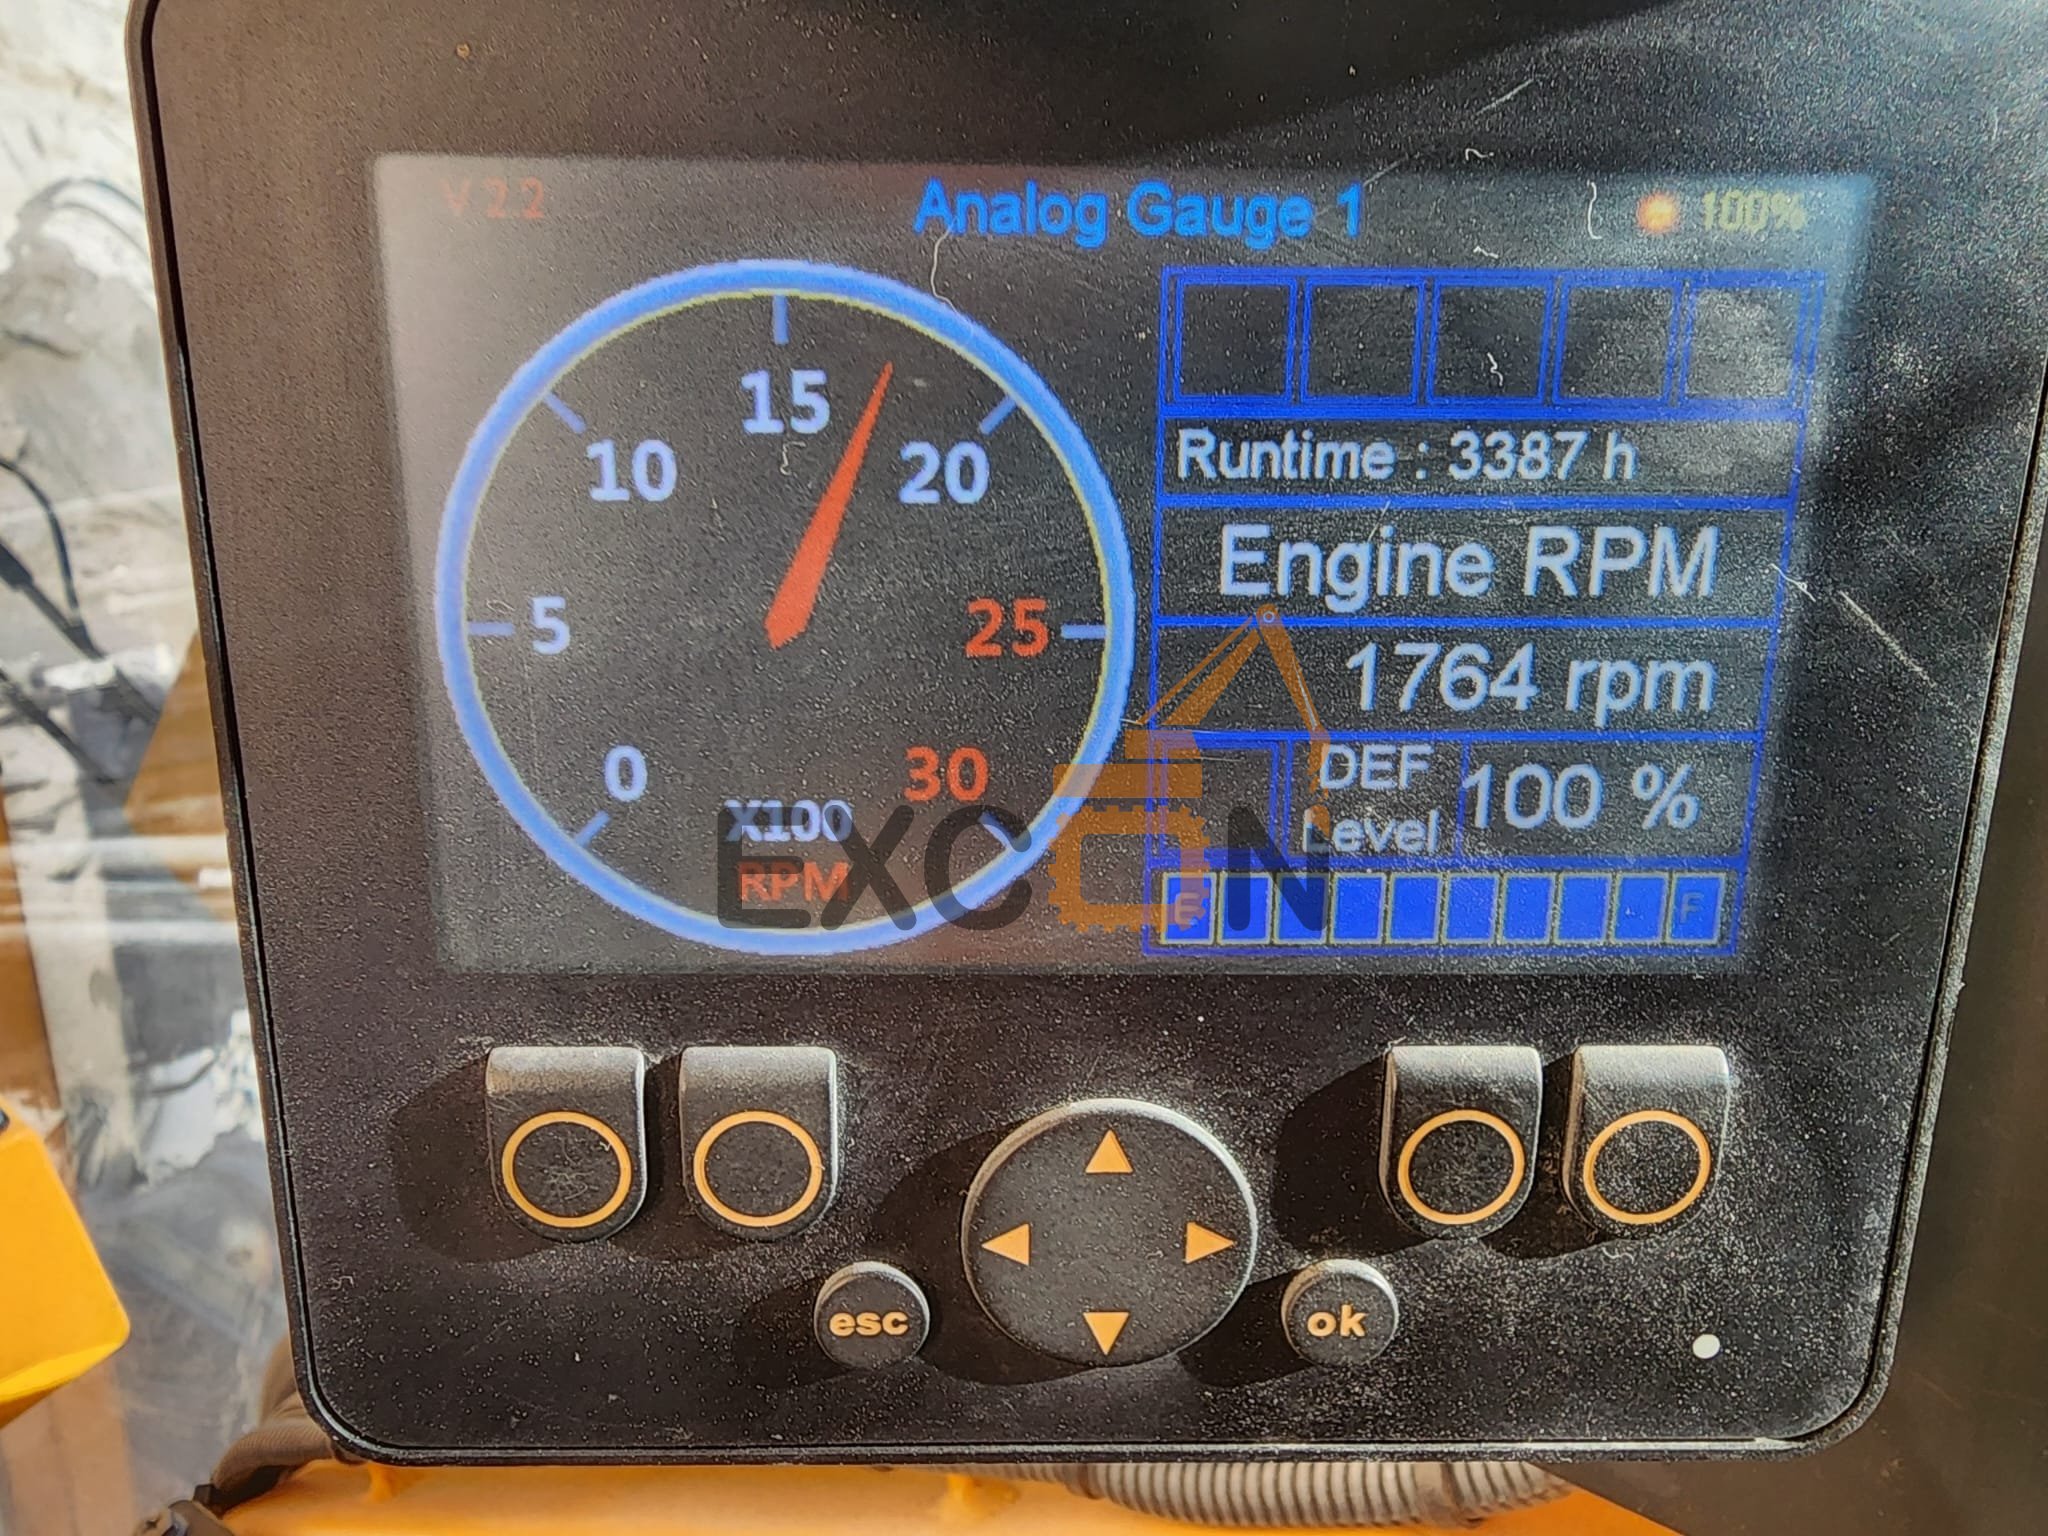 V 2.2
Analog Gauge 1
100%
15
10
20
5
25
0
30
X100
RPM
Runtime : 3387 h
Engine RPM
1764 rpm
DEF
Level
100 %
E
F
EXCON
esc
ok